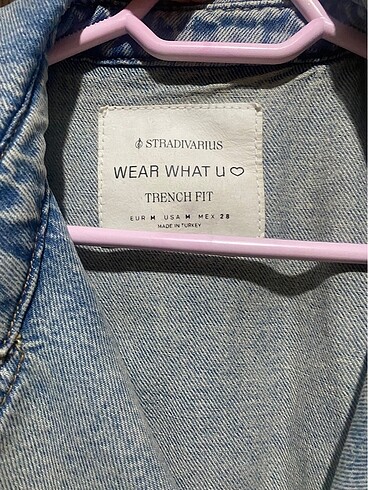 STRADIVARIUS
WEAR WHAT U ♡
TRENCH FIT
EUR M USA M MEX 28
MADE IN TURKEY